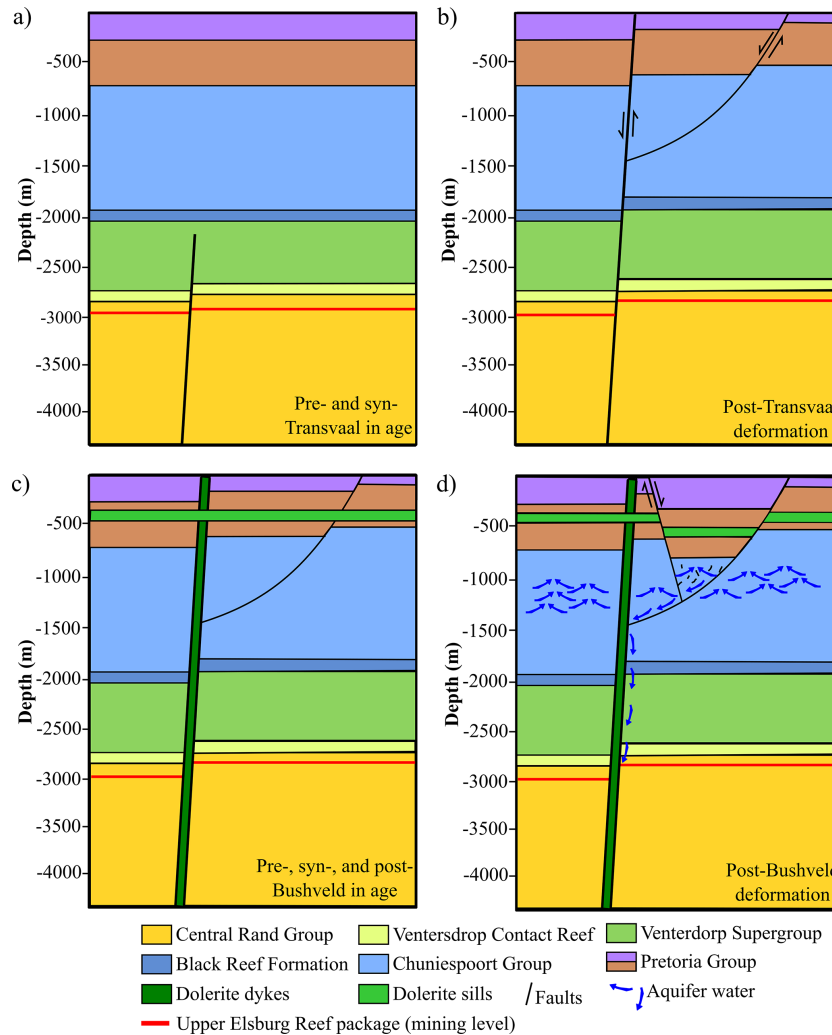 a)
b)
-500
-1000
-1500
-2000
-2500
-3000
-3500
-4000
Depth (m)
Pre- and syn-
Transvaal in age
-500
-1000
-1500
-2000
-2500
-3000
-3500
-4000
Depth (m)
Post-Transvaa
deformation
c)
d)
-500
-1000
-1500
-2000
-2500
-3000
-3500
-4000
Depth (m)
Pre-, syn-, and post-
Bushveld in age
-500
-1000
-1500
-2000
-2500
-3000
-3500
-4000
Depth (m)
Post-Bushveld
deformation
Central Rand Group
Ventersdrop Contact Reef
Venterdorp Supergroup
Black Reef Formation
Chuniespoort Group
Pretoria Group
Dolerite dykes
Dolerite sills
Faults
Aquifer water
Upper Elsburg Reef package (mining level)